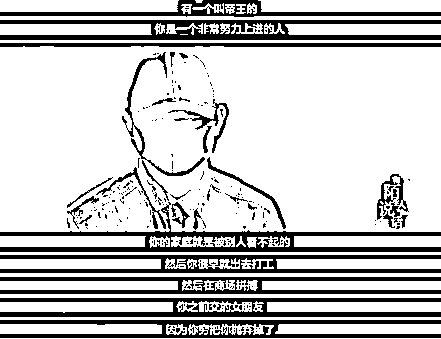 有一个叫帝王的
你是一个非常努力上进的人
你的家庭就是被别人看不起的
然后你很早就出去打工
然后在商场拼搏
你之前交的女朋友
因为你穷把你抛弃掉了